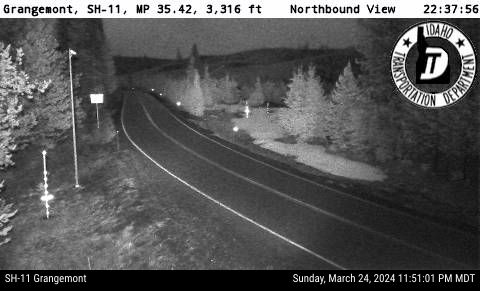 Grangemont, SH-11, MP 35.42, 3,316 ft Northbound View 22:37:56
IDAHO
TRANSPORTATION DEPARTMENT
SH-11 Grangemont Sunday, March 24, 2024 11:51:01 PM MDT